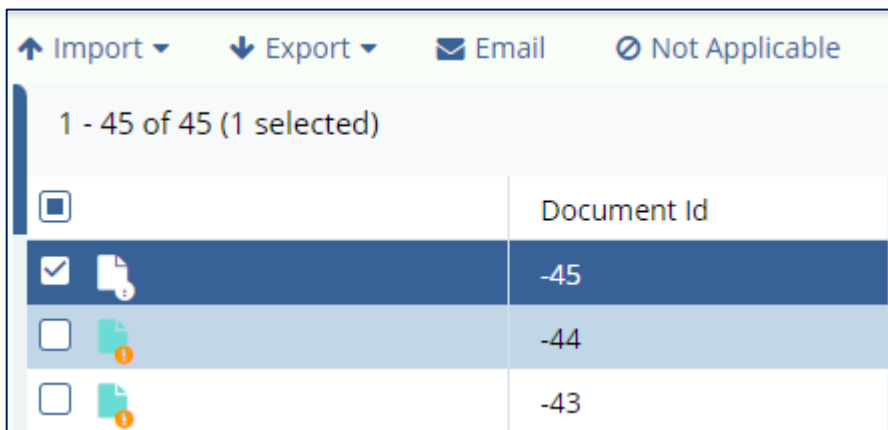 Import Export Email Not Applicable
1 - 45 of 45 (1 selected)
Document Id
-45
-44
-43